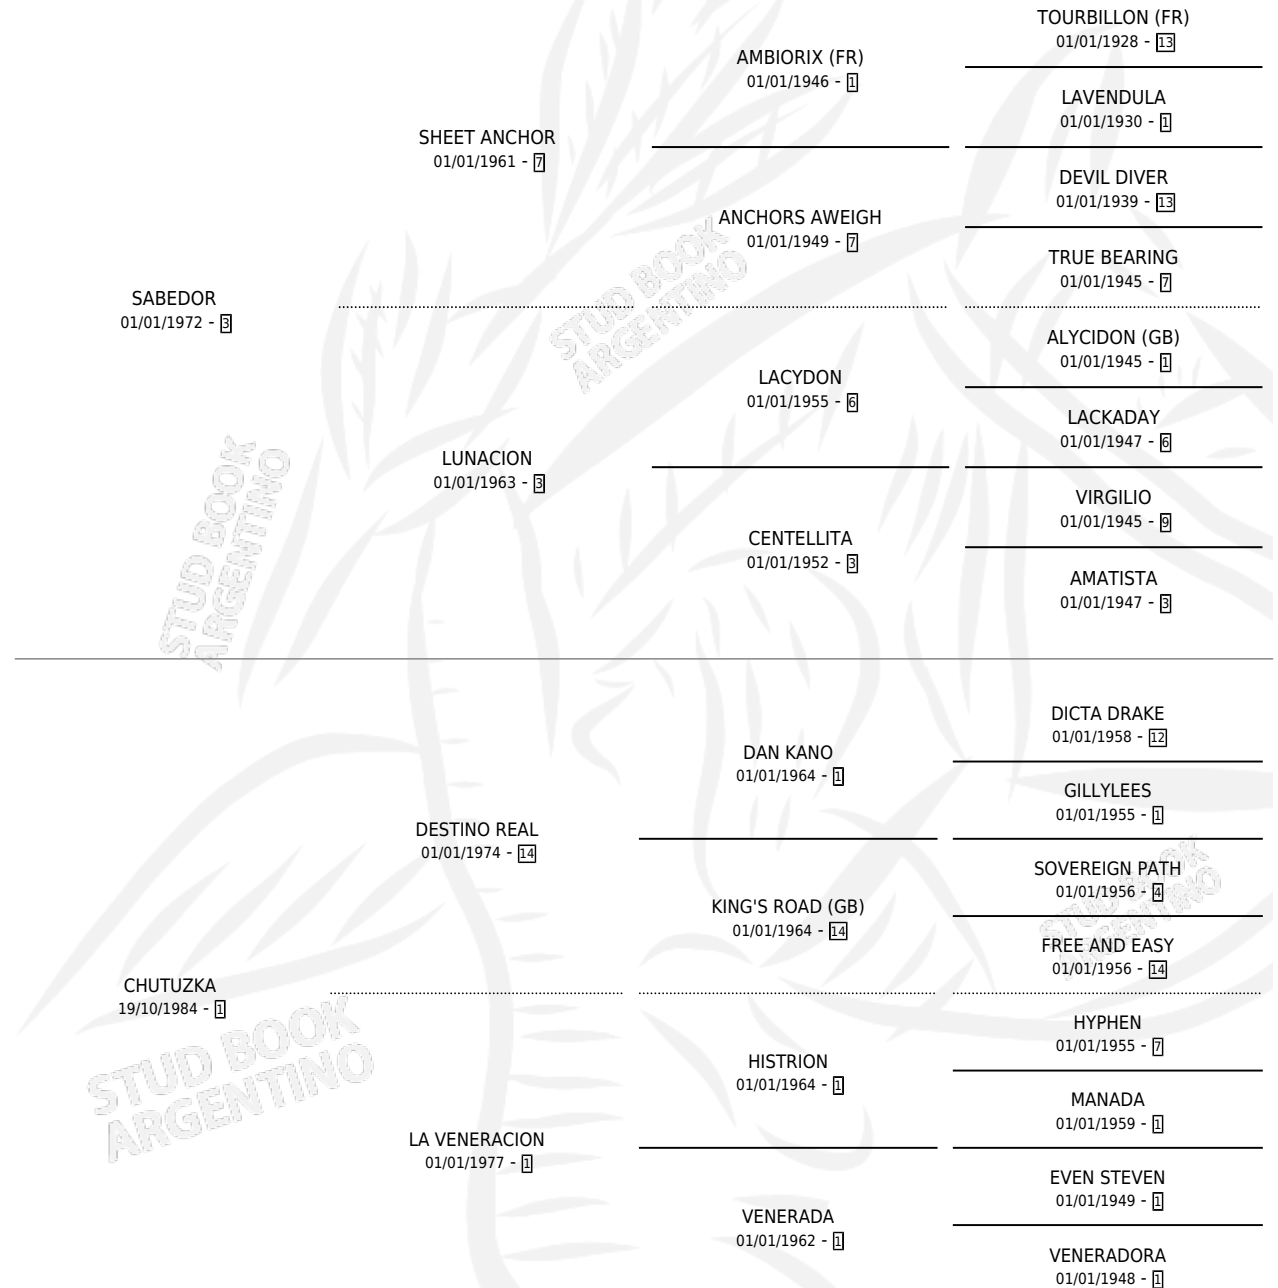 TOURBILLON (FR)
01/01/1928 - 13
AMBIORIX (FR)
01/01/1946 - 1
LAVENDULA
01/01/1930 - 1
SHEET ANCHOR
01/01/1961 - 7
DEVIL DIVER
01/01/1939 - 13
ANCHORS AWEIGH
01/01/1949 - 7
TRUE BEARING
01/01/1945 - 7
SABEDOR
01/01/1972 - 3
STUD BOOK
ARGENTINO
ALYCIDON (GB)
01/01/1945 - 1
LACYDON
01/01/1955 - 6
LACKADAY
01/01/1947 - 6
LUNACION
01/01/1963 - 3
VIRGILIO
01/01/1945 - 9
CENTELLITA
01/01/1952 - 3
AMATISTA
01/01/1947 - 3
STUD BOOK
ARGENTINO
DICTA DRAKE
01/01/1958 - 12
DAN KANO
01/01/1964 - 1
GILLYLEES
01/01/1955 - 1
DESTINO REAL
01/01/1974 - 14
SOVEREIGN PATH
01/01/1956 - 4
KING'S ROAD (GB)
01/01/1964 - 14
STUD BOOK
ARGENTINO
FREE AND EASY
01/01/1956 - 14
CHUTUZKA
19/10/1984 - 1
HYPHEN
01/01/1955 - 7
STUD BOOK
ARGENTINO
HISTRION
01/01/1964 - 1
MANADA
01/01/1959 - 1
LA VENERACION
01/01/1977 - 1
EVEN STEVEN
01/01/1949 - 1
VENERADA
01/01/1962 - 1
VENERADORA
01/01/1948 - 1